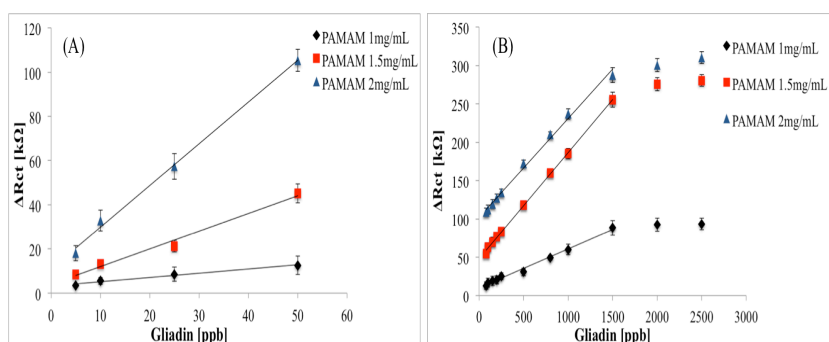 (A)
PAMAM 1mg/mL
PAMAM 1.5mg/mL
PAMAM 2mg/mL
120
100
80
60
40
20
0
ΔRct [kΩ]
0 10 20 30 40 50 60
Gliadin [ppb]
(B)
PAMAM 1mg/mL
PAMAM 1.5mg/mL
PAMAM 2mg/mL
350
300
250
200
150
100
50
0
ΔRct [kΩ]
0 500 1000 1500 2000 2500 3000
Gliadin [ppb]